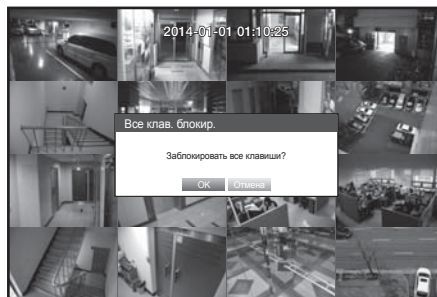 2014-01-01 01:10:25
Все клав. блокир.
Заблокировать все клавиши?
OK Отмена